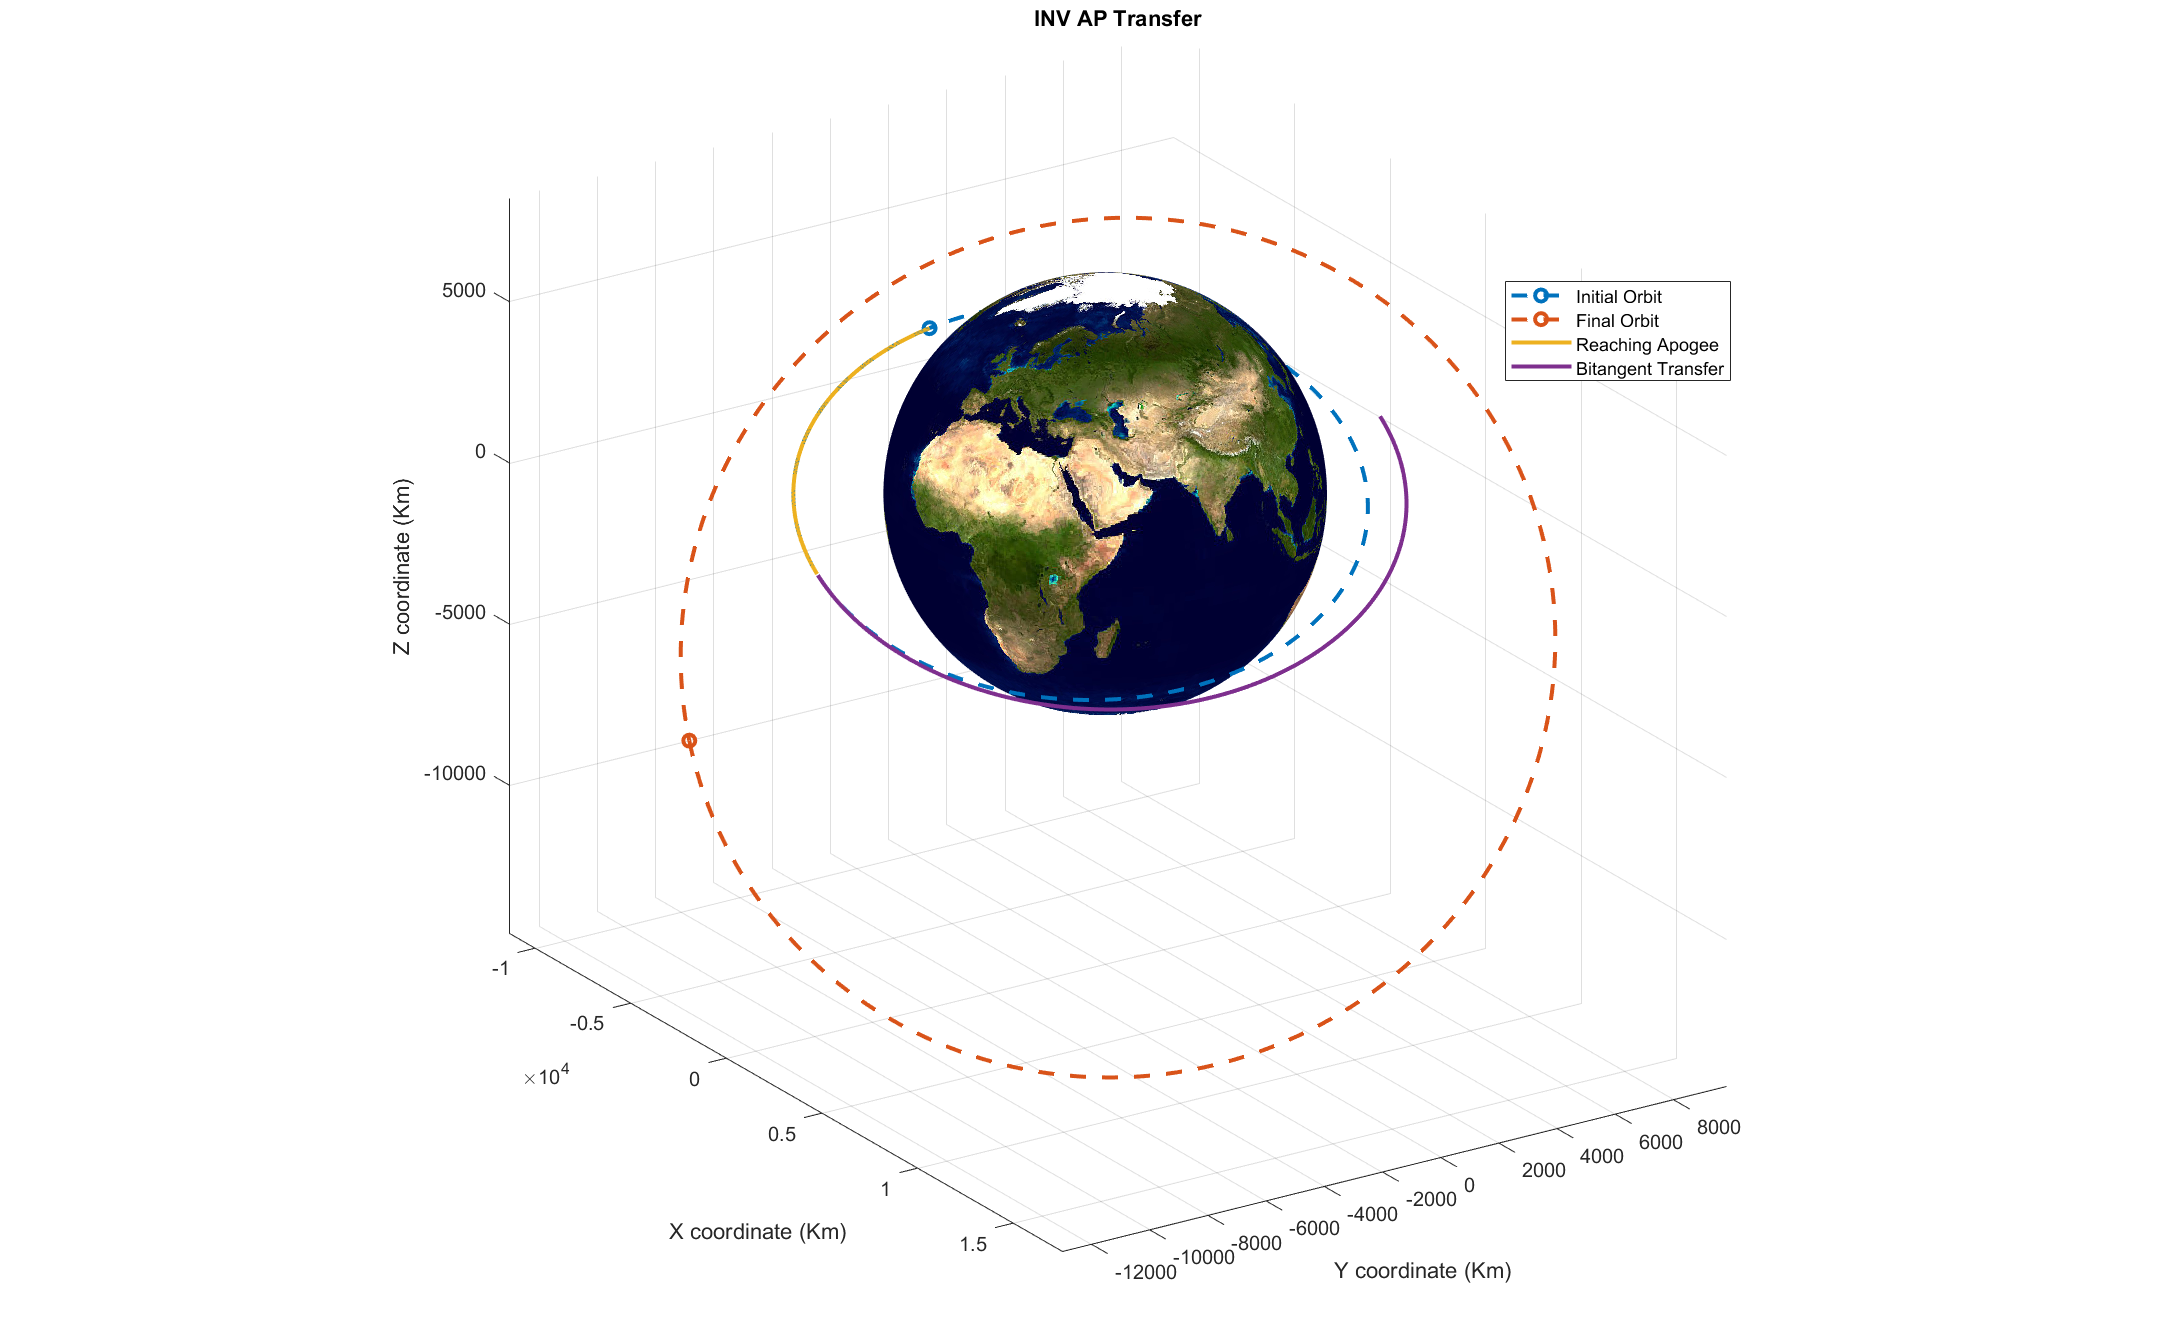 INV AP Transfer
Initial Orbit
Final Orbit
Reaching Apogee
Bitangent Transfer
5000
0
-5000
-10000
Z coordinate (Km)
-1
-0.5
0
0.5
1
1.5
×10^4
X coordinate (Km)
-12000
-10000
-8000
-6000
-4000
-2000
0
2000
4000
6000
8000
Y coordinate (Km)